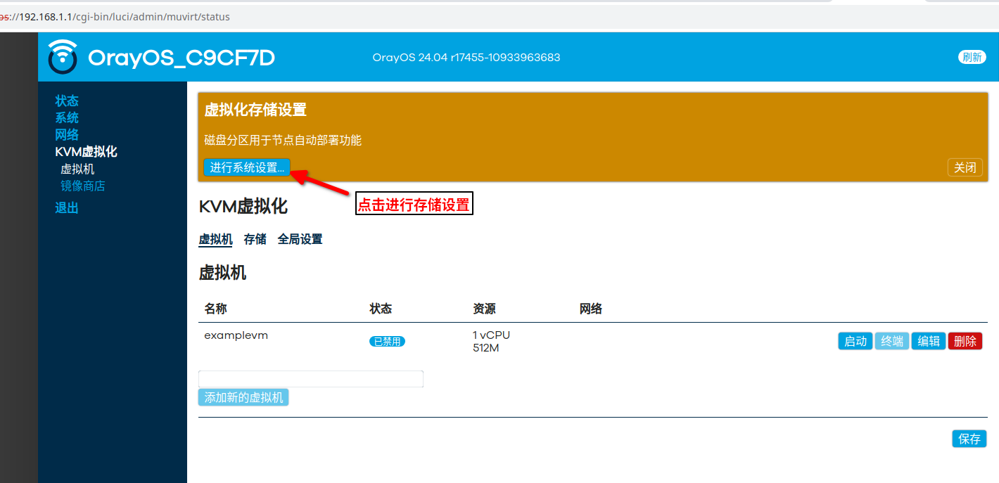 ps://192.168.1.1/cgi-bin/luci/admin/muvirt/status
OrayOS_C9CF7D
OrayOS 24.04 r17455-10933963683
刷新
状态
系统
网络
KVM虚拟化
虚拟机
镜像商店
退出
虚拟化存储设置
磁盘分区用于节点自动部署功能
进行系统设置...
关闭
点击进行存储设置
KVM虚拟化
虚拟机 存储 全局设置
虚拟机
名称 状态 资源 网络
examplevm 已禁用 1 vCPU
512M
启动 终端 编辑 删除
添加新的虚拟机
保存